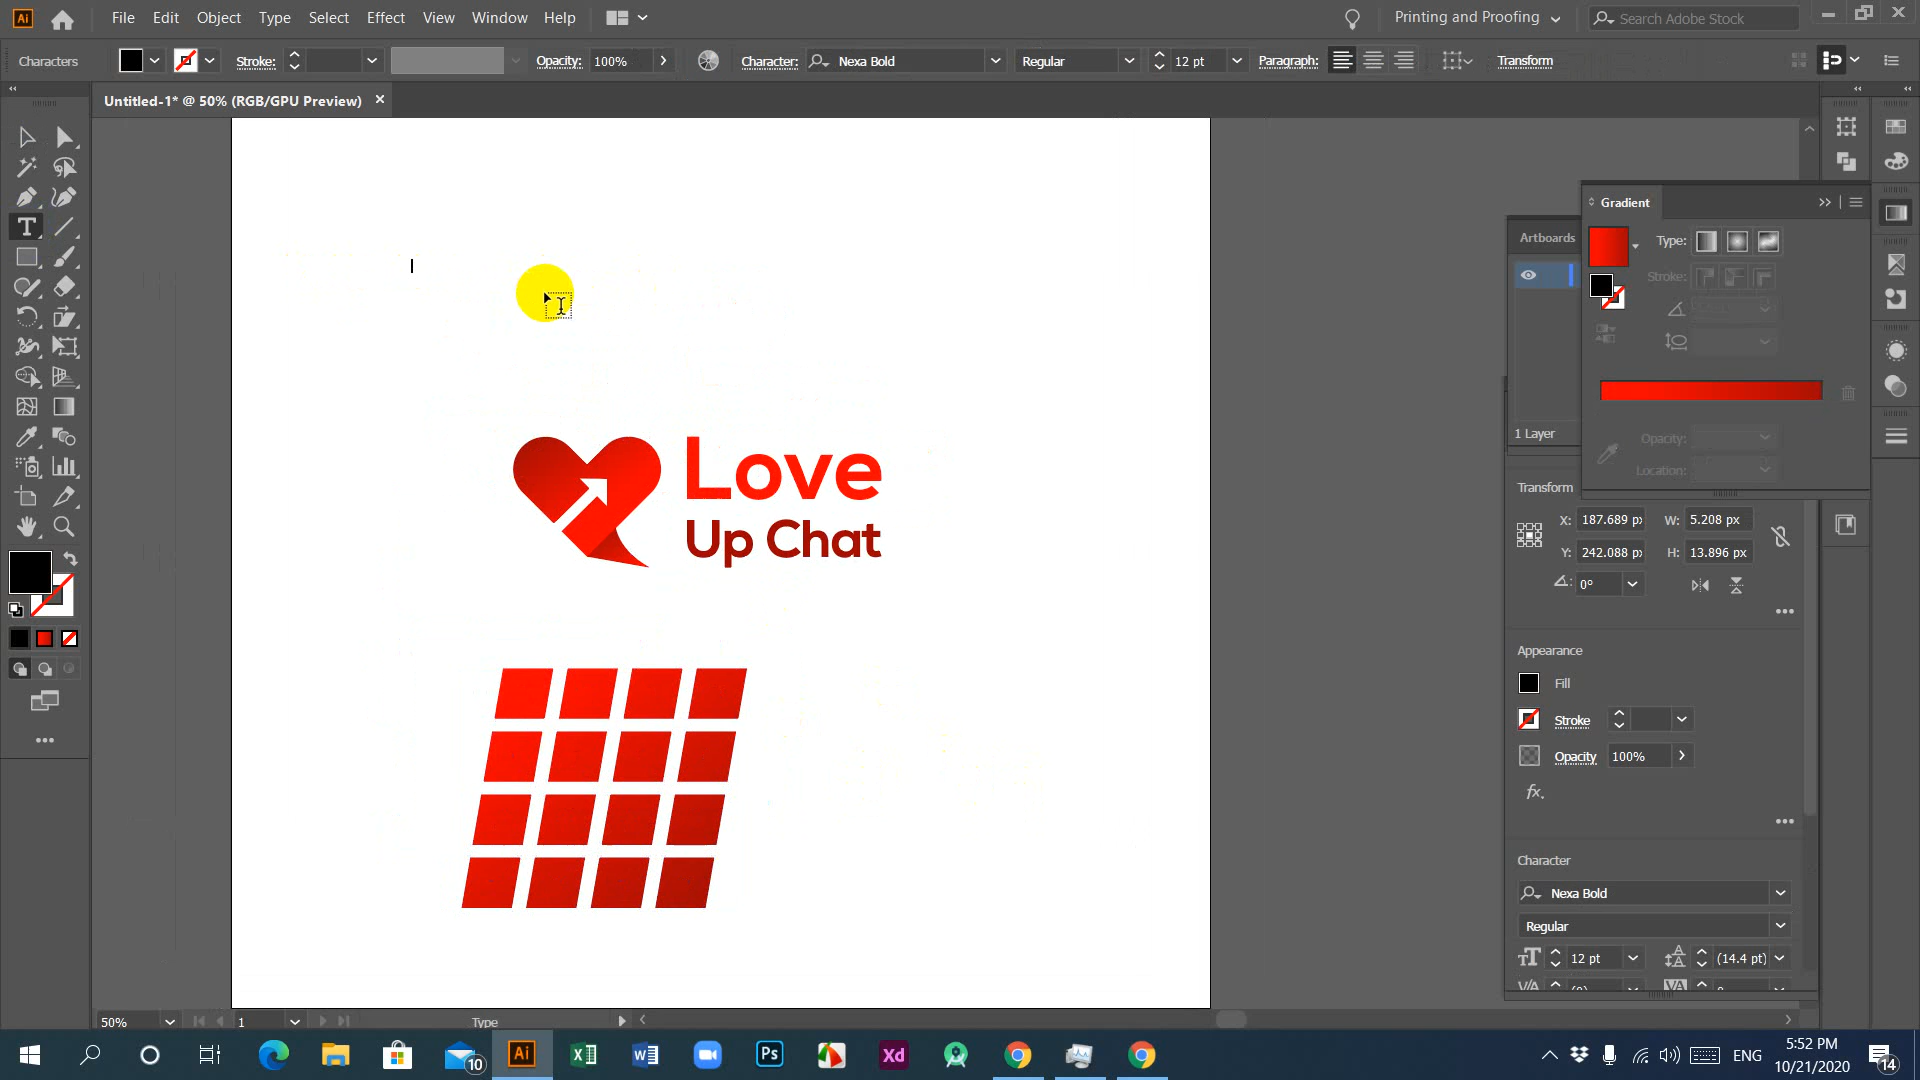 File Edit Object Type Select Effect View Window Help
Printing and Proofing
Search Adobe Stock
Characters
Stroke:
Opacity: 100%
Character: Nexa Bold
Regular
12 pt
Paragraph:
Transform
Untitled-1* @ 50% (RGB/GPU Preview)
Gradient
Type:
Stroke:
Artboards
Opacity:
Location:
1 Layer
Love
Up Chat
Transform
X: 187.689 px W: 5.208 px
Y: 242.088 px H: 13.896 px
0°
Appearance
Fill
Stroke
Opacity 100%
fx.
Character
Nexa Bold
Regular
12 pt (14.4 pt)
50%
1
Type
Ai
10
Ps
Xd
ENG
5:52 PM
10/21/2020
14